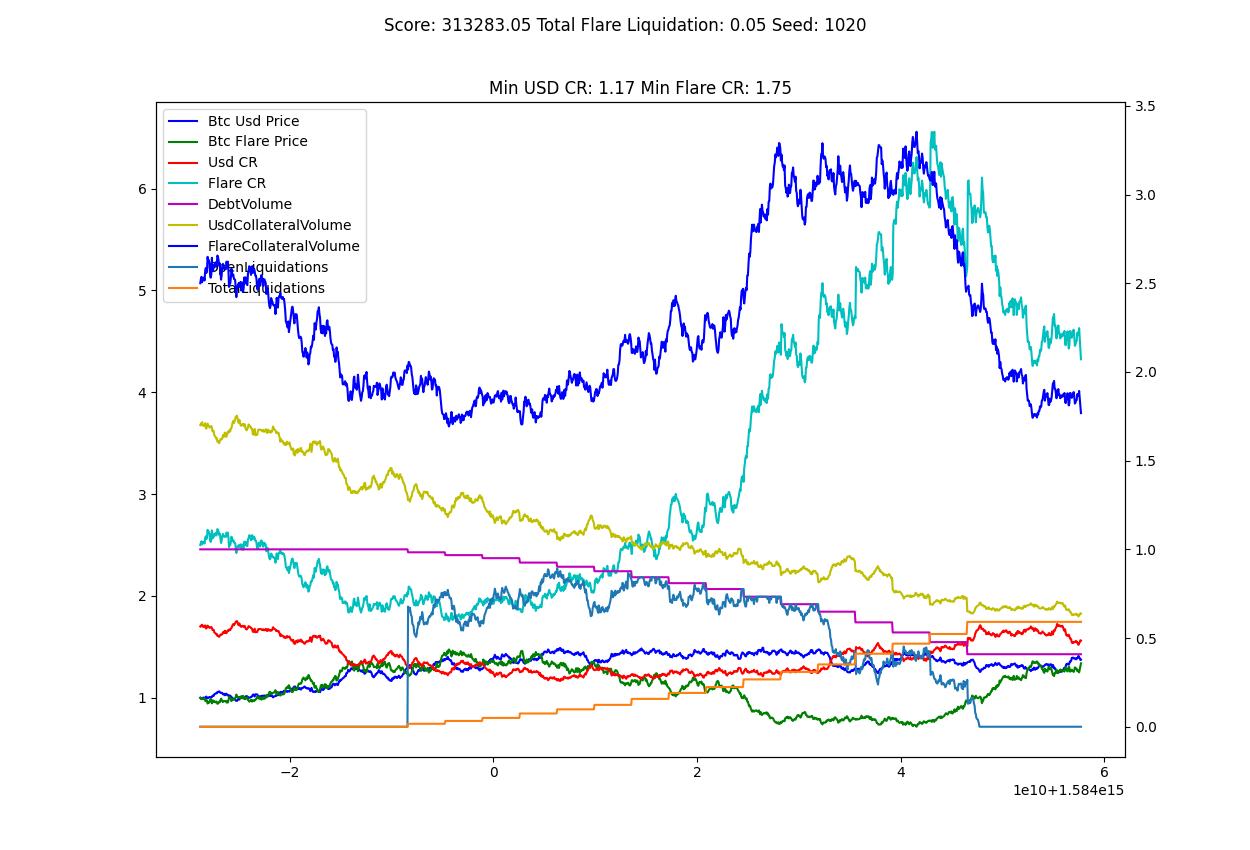 Score: 313283.05 Total Flare Liquidation: 0.05 Seed: 1020
Min USD CR: 1.17 Min Flare CR: 1.75
Btc Usd Price
Btc Flare Price
Usd CR
Flare CR
DebtVolume
UsdCollateralVolume
FlareCollateralVolume
OpenLiquidations
TotalLiquidations
6
5
4
3
2
1
3.5
3.0
2.5
2.0
1.5
1.0
0.5
0.0
−2 0 2 4 6
1e10+1.584e15